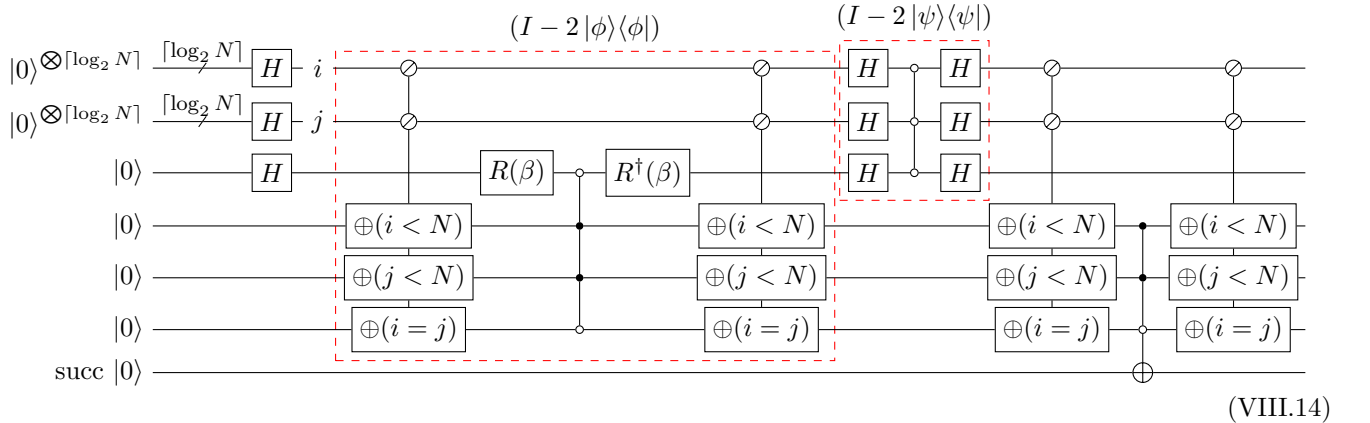 (I − 2 |ϕ⟩⟨ϕ|) (I − 2 |ψ⟩⟨ψ|)
|0⟩^{⊗⌈log₂ N⌉} ⌈log₂ N⌉ H i H H
|0⟩^{⊗⌈log₂ N⌉} ⌈log₂ N⌉ H j H H
|0⟩ H R(β) R†(β) H H
|0⟩ ⊕(i < N) ⊕(i < N) ⊕(i < N) ⊕(i < N)
|0⟩ ⊕(j < N) ⊕(j < N) ⊕(j < N) ⊕(j < N)
|0⟩ ⊕(i = j) ⊕(i = j) ⊕(i = j) ⊕(i = j)
succ |0⟩
(VIII.14)